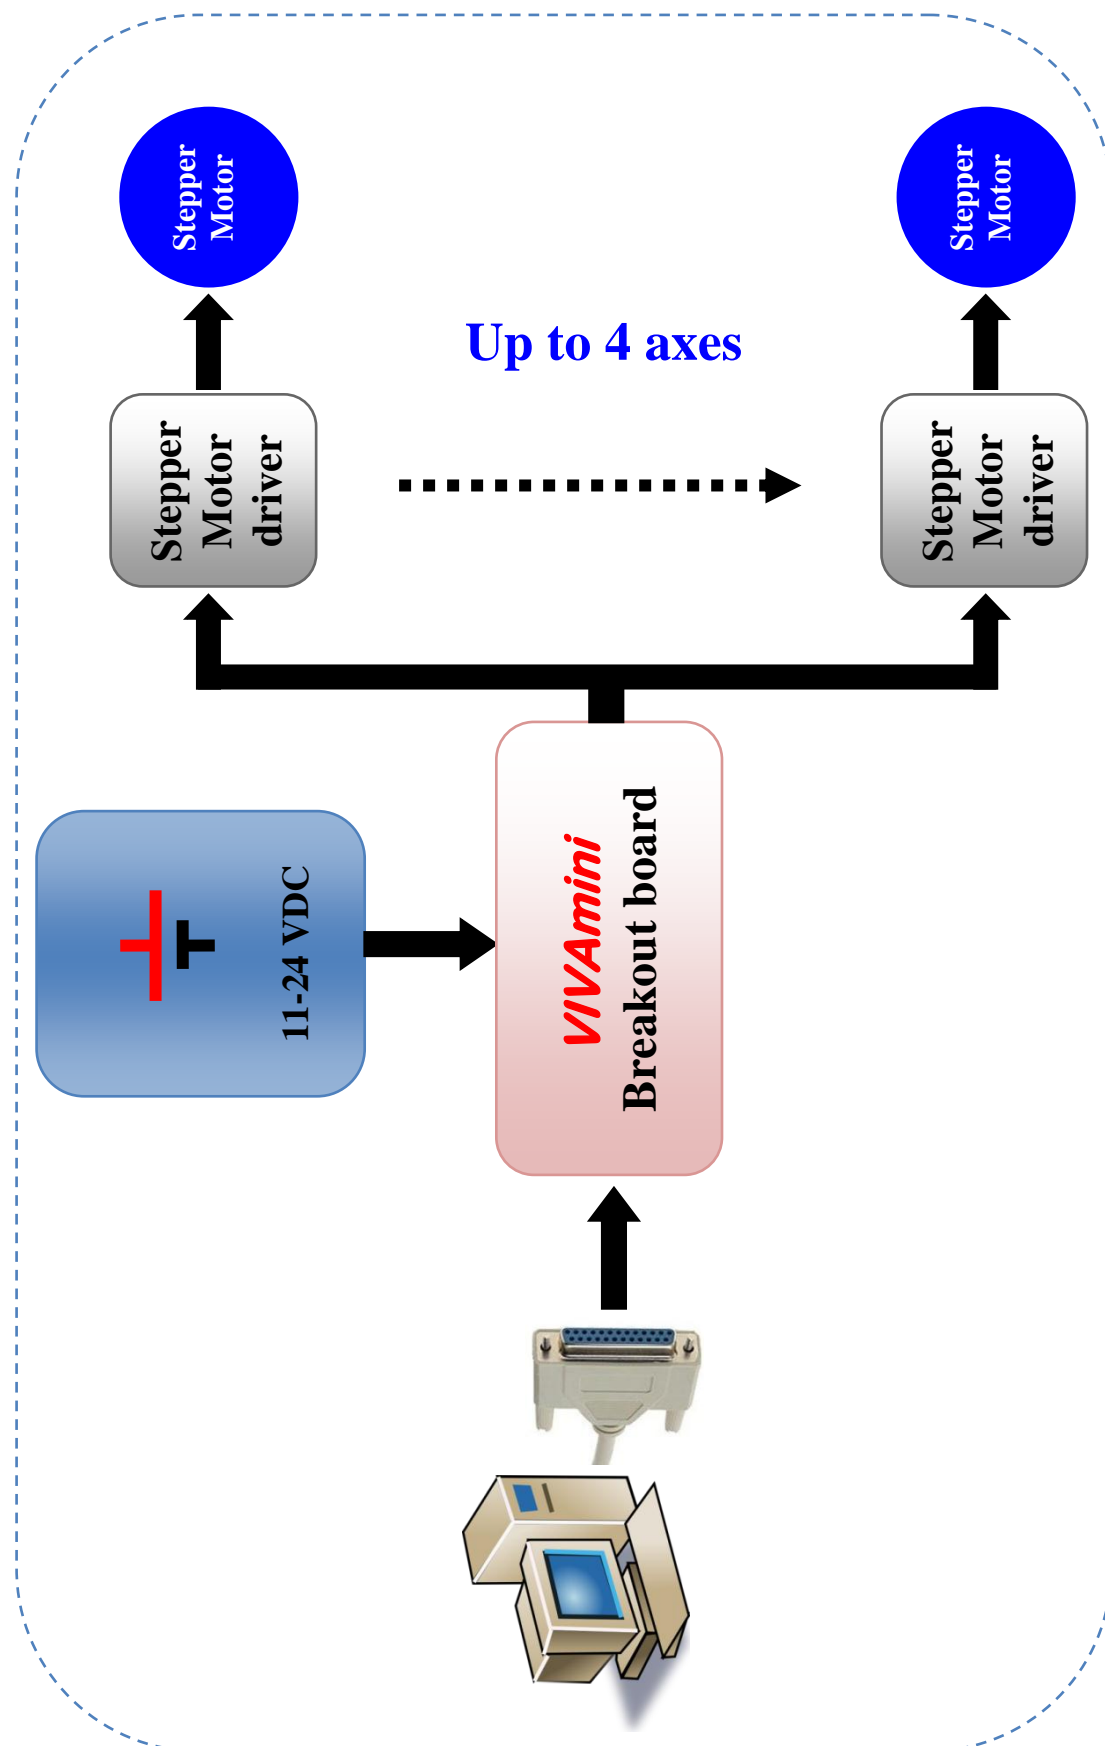 Stepper
Motor
Stepper
Motor
Up to 4 axes
Stepper
Motor
driver
Stepper
Motor
driver
11-24 VDC
VIVAmini
Breakout board